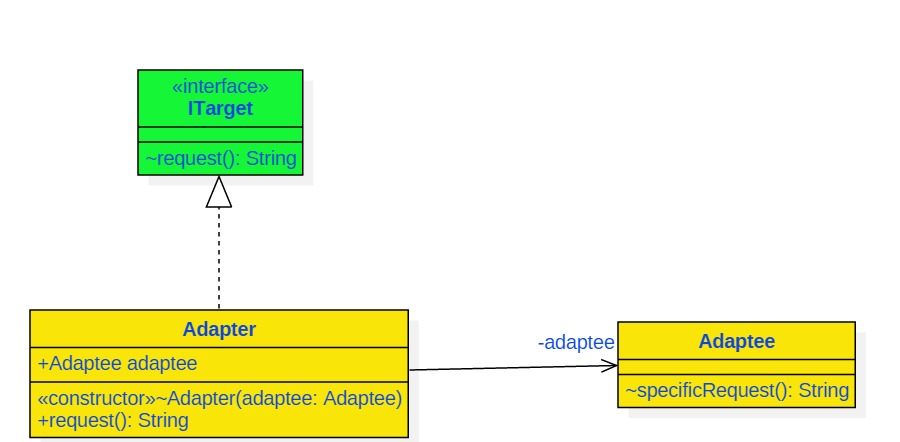 «interface»
ITarget
~request(): String
Adapter
+Adaptee adaptee
«constructor»~Adapter(adaptee: Adaptee)
+request(): String
-adaptee
Adaptee
~specificRequest(): String